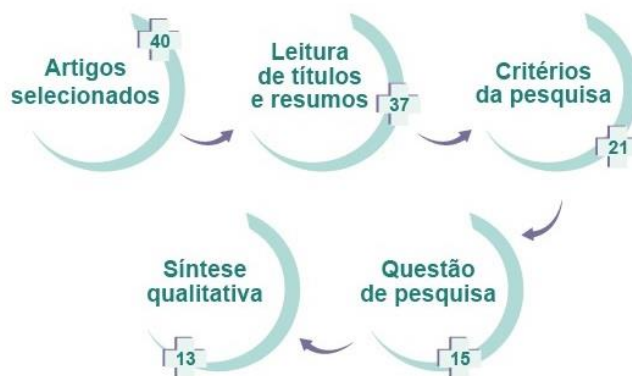 Artigos
selecionados
40
Leitura
de títulos
e resumos
37
Critérios
da pesquisa
21
Questão
de pesquisa
15
Síntese
qualitativa
13